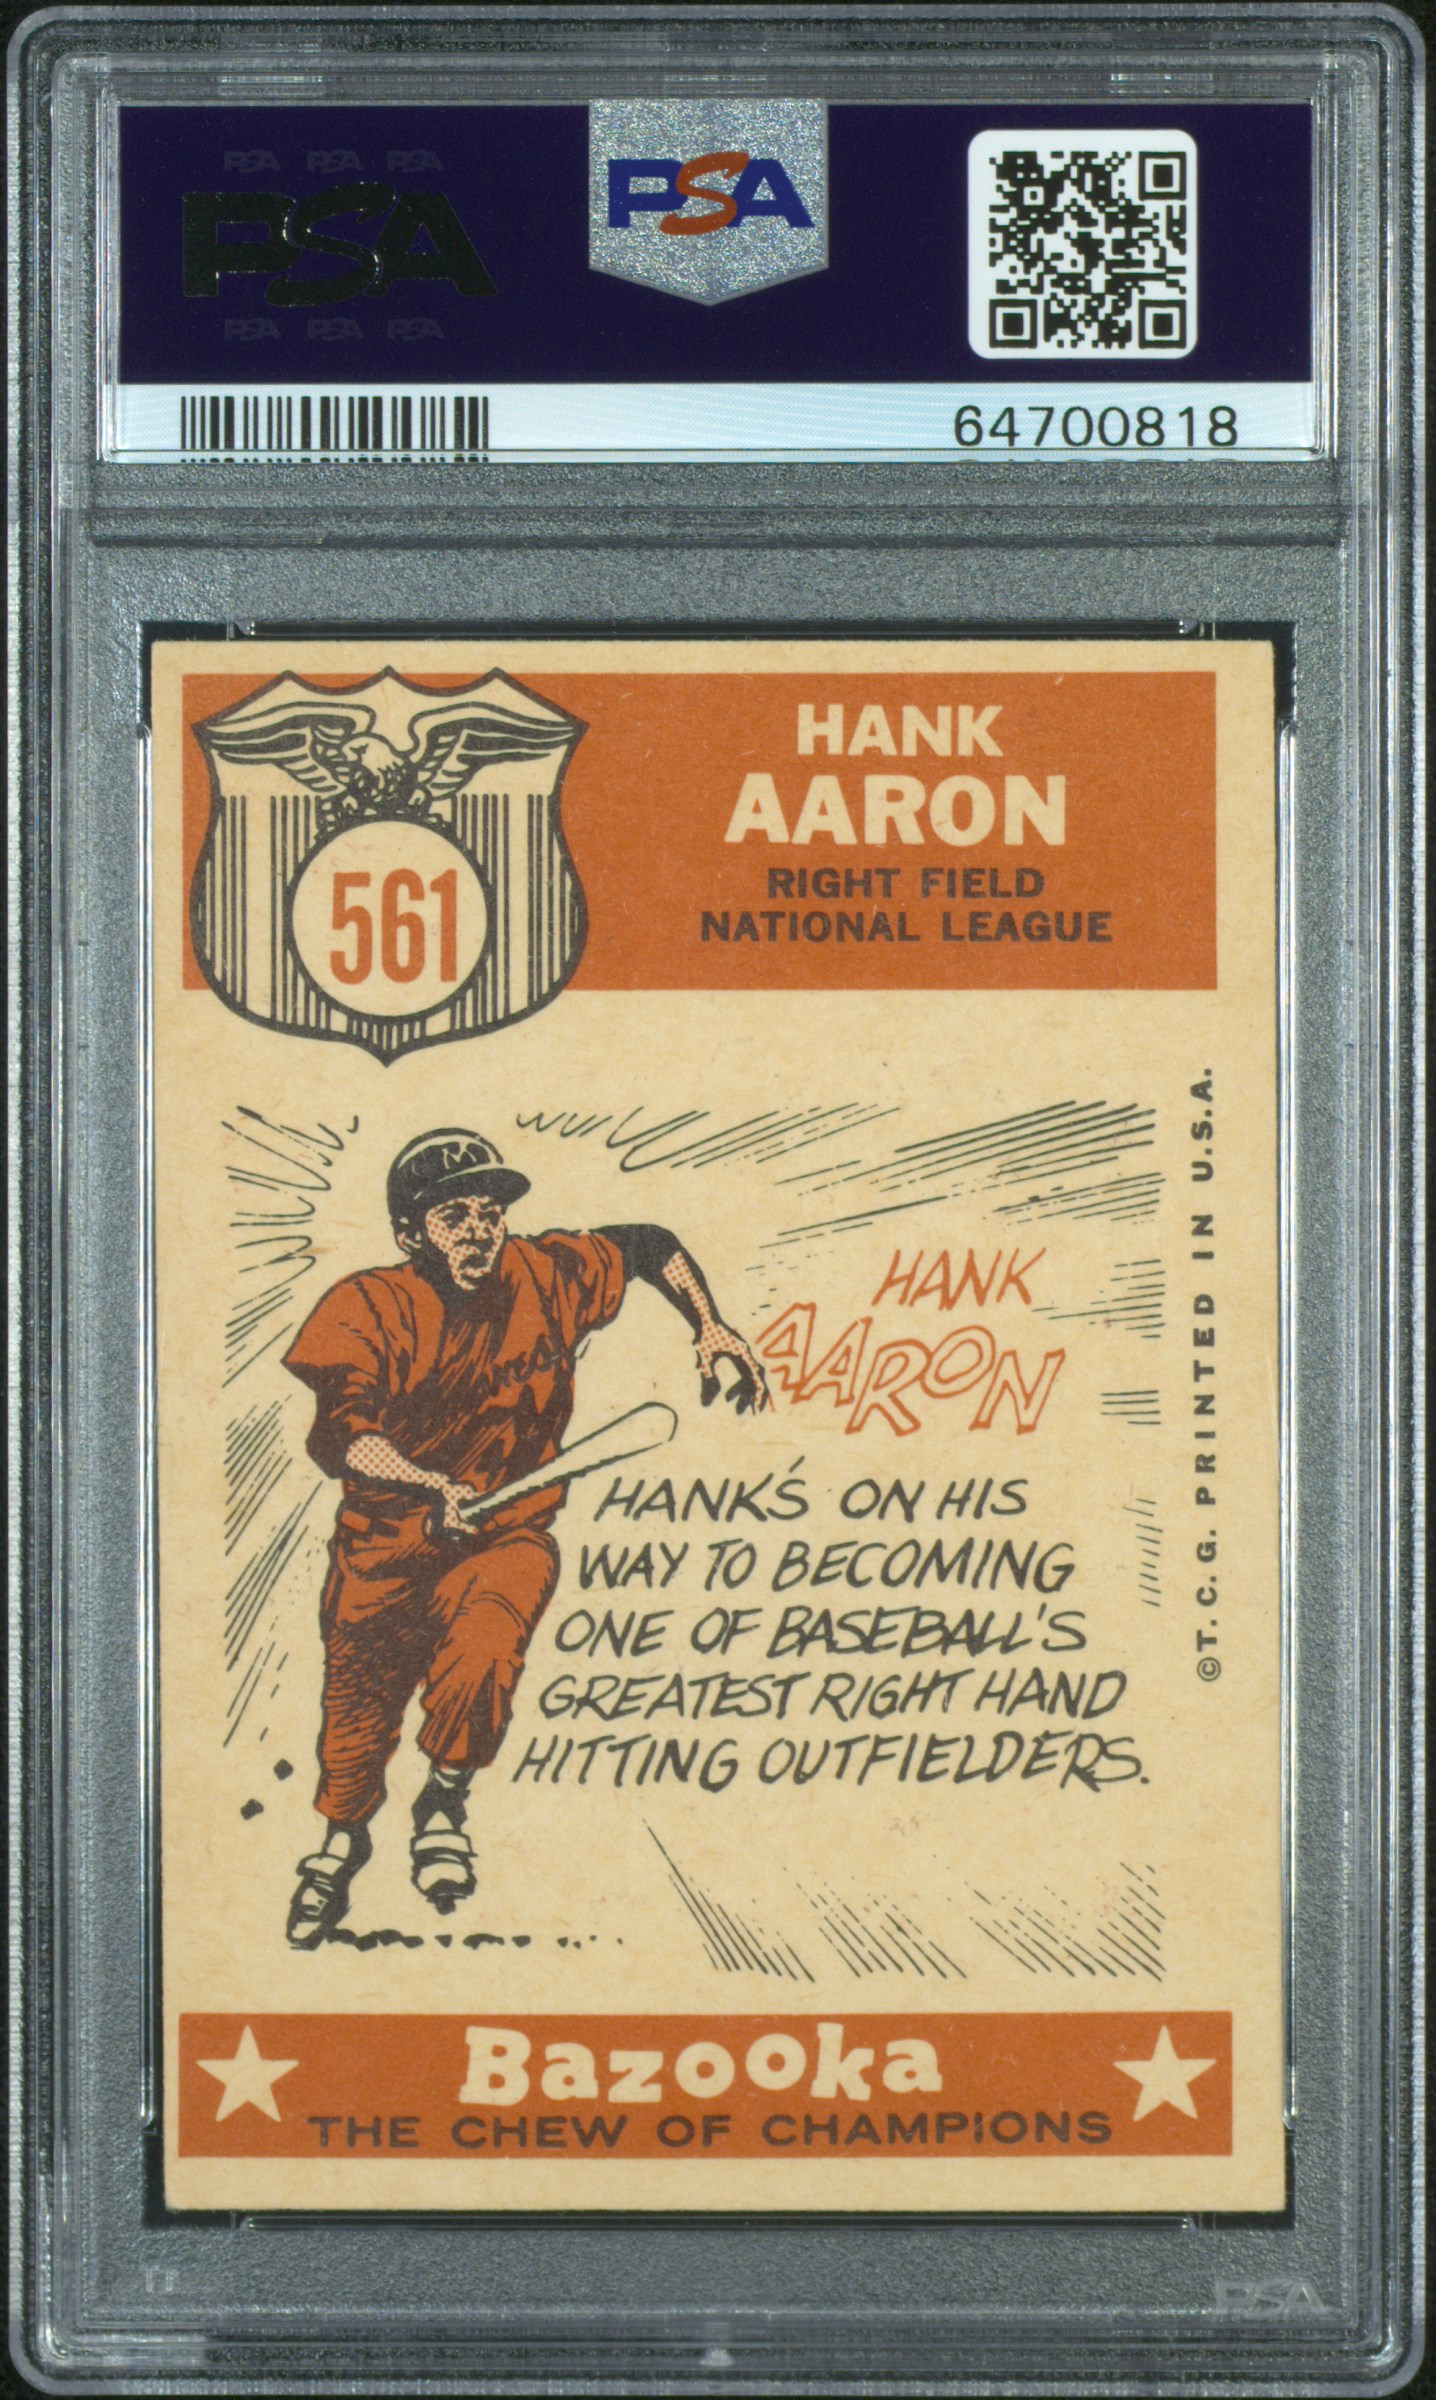 PSA PSA PSA
PSA
PSA PSA PSA
PSA
64700818
HANK
AARON
RIGHT FIELD
NATIONAL LEAGUE
561
M
HANK
AARON
HANK'S ON HIS
WAY TO BECOMING
ONE OF BASEBALL'S
GREATEST RIGHT HAND
HITTING OUTFIELDERS.
©T.C.G. PRINTED IN U.S.A.
Bazooka
THE CHEW OF CHAMPIONS
PSA